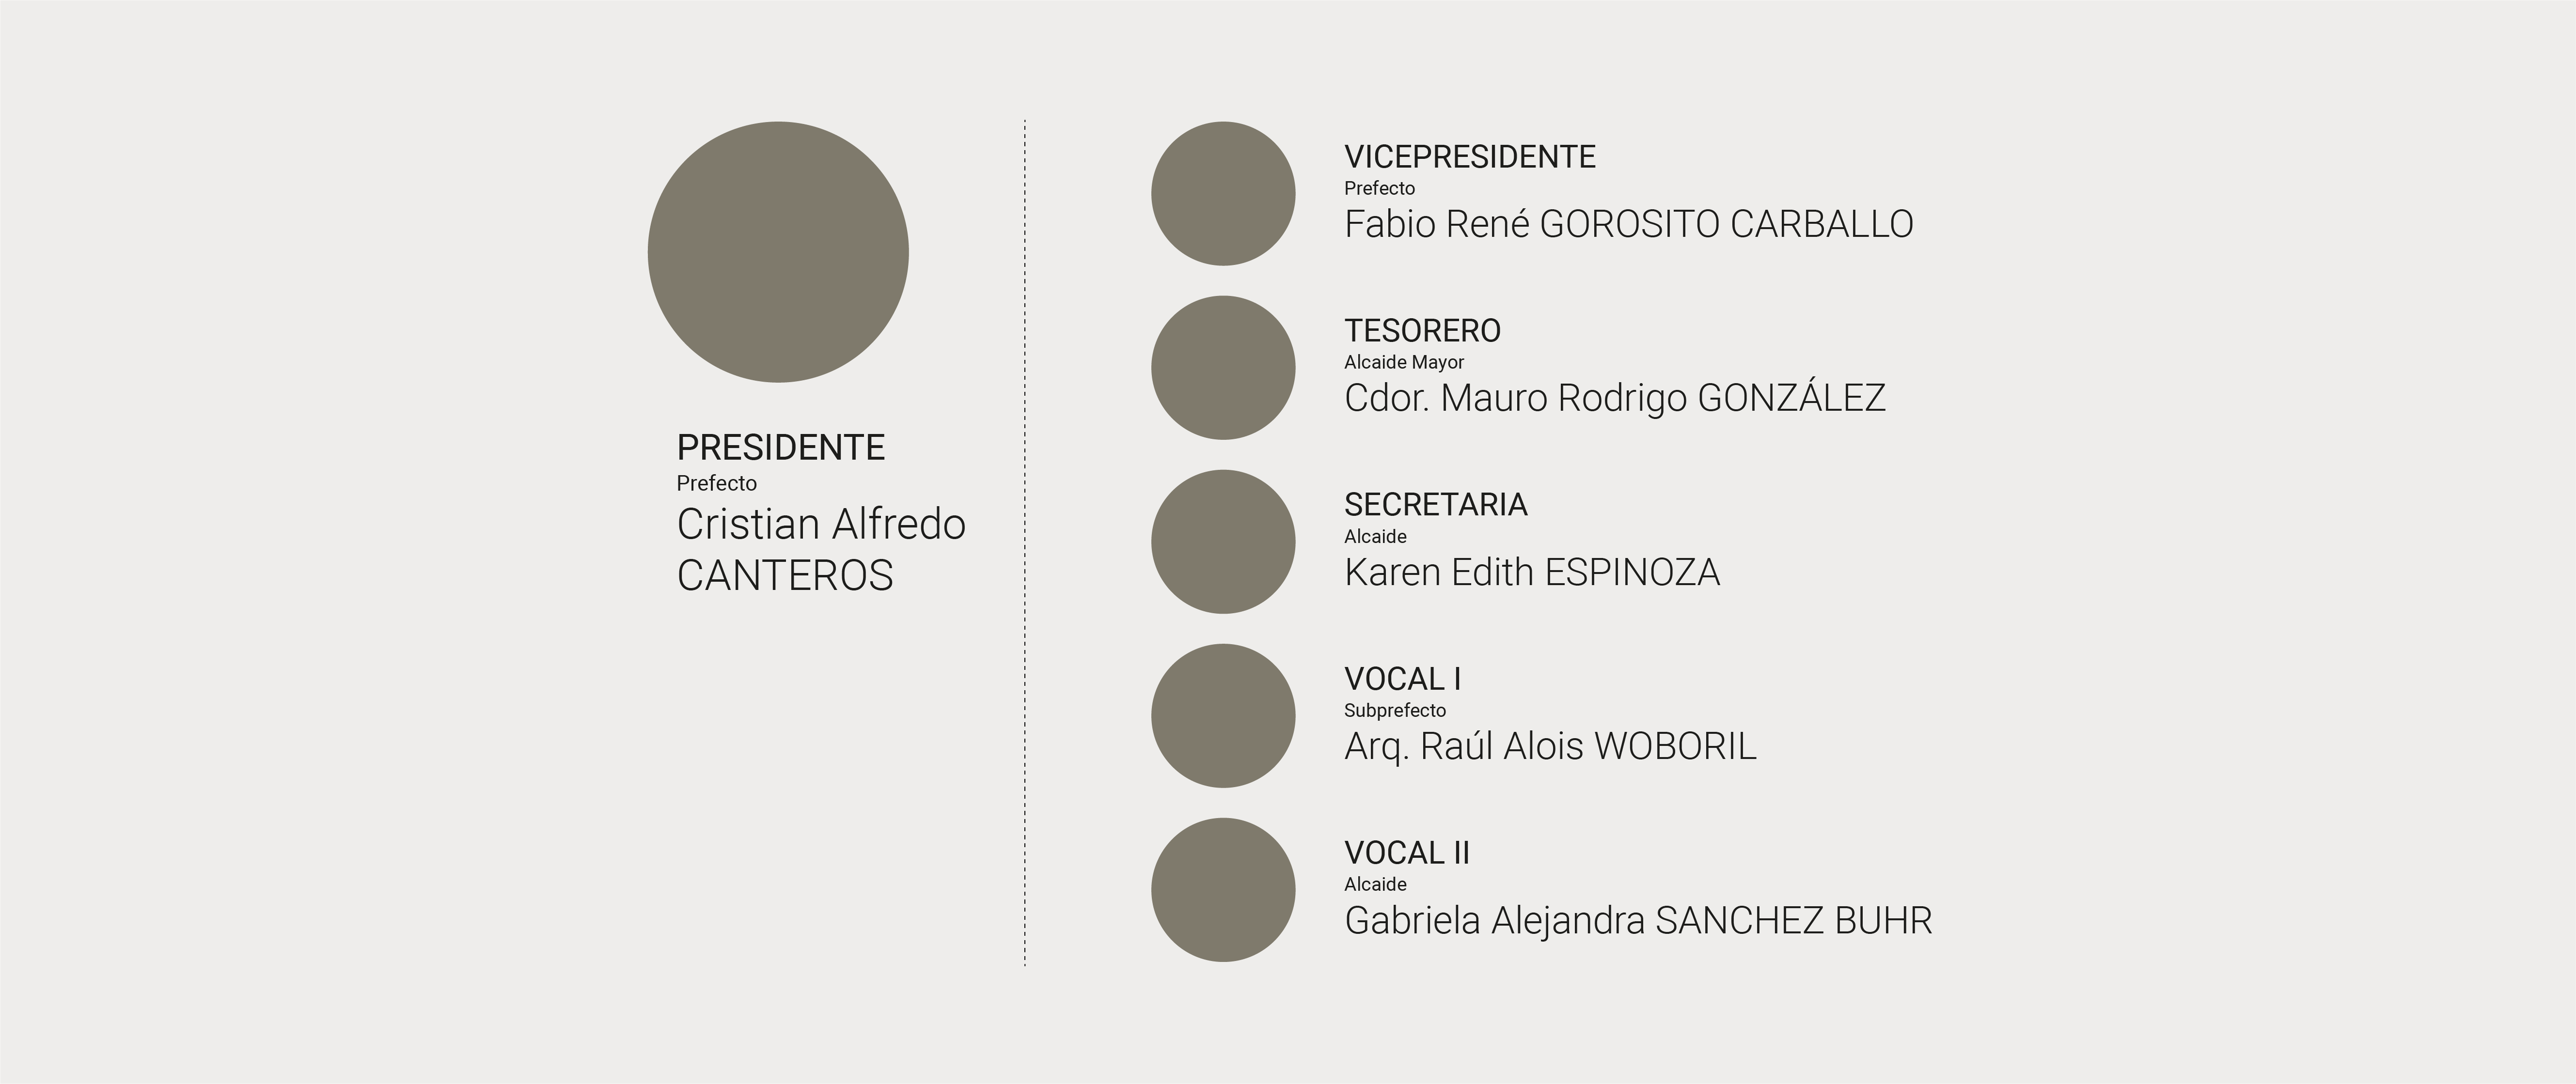 PRESIDENTE
Prefecto
Cristian Alfredo
CANTEROS
VICEPRESIDENTE
Prefecto
Fabio René GOROSITO CARBALLO
TESORERO
Alcaide Mayor
Cdor. Mauro Rodrigo GONZÁLEZ
SECRETARIA
Alcaide
Karen Edith ESPINOZA
VOCAL I
Subprefecto
Arq. Raúl Alois WOBORIL
VOCAL II
Alcaide
Gabriela Alejandra SANCHEZ BUHR